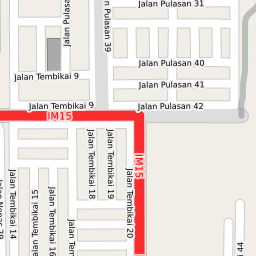 Jalan Pulasan 31
Jalan Pulasan
Jalan Pulasan 39
Jalan Pulasan 40
Jalan Tembikai 9
Jalan Pulasan 41
Jalan Tembikai 9
Jalan Pulasan 42
IM15
IM15
Jalan Tembikai 14
Jalan Tembikai 15
Jalan Tembikai 18
Jalan Tembikai 19
Jalan Tembikai 20
44